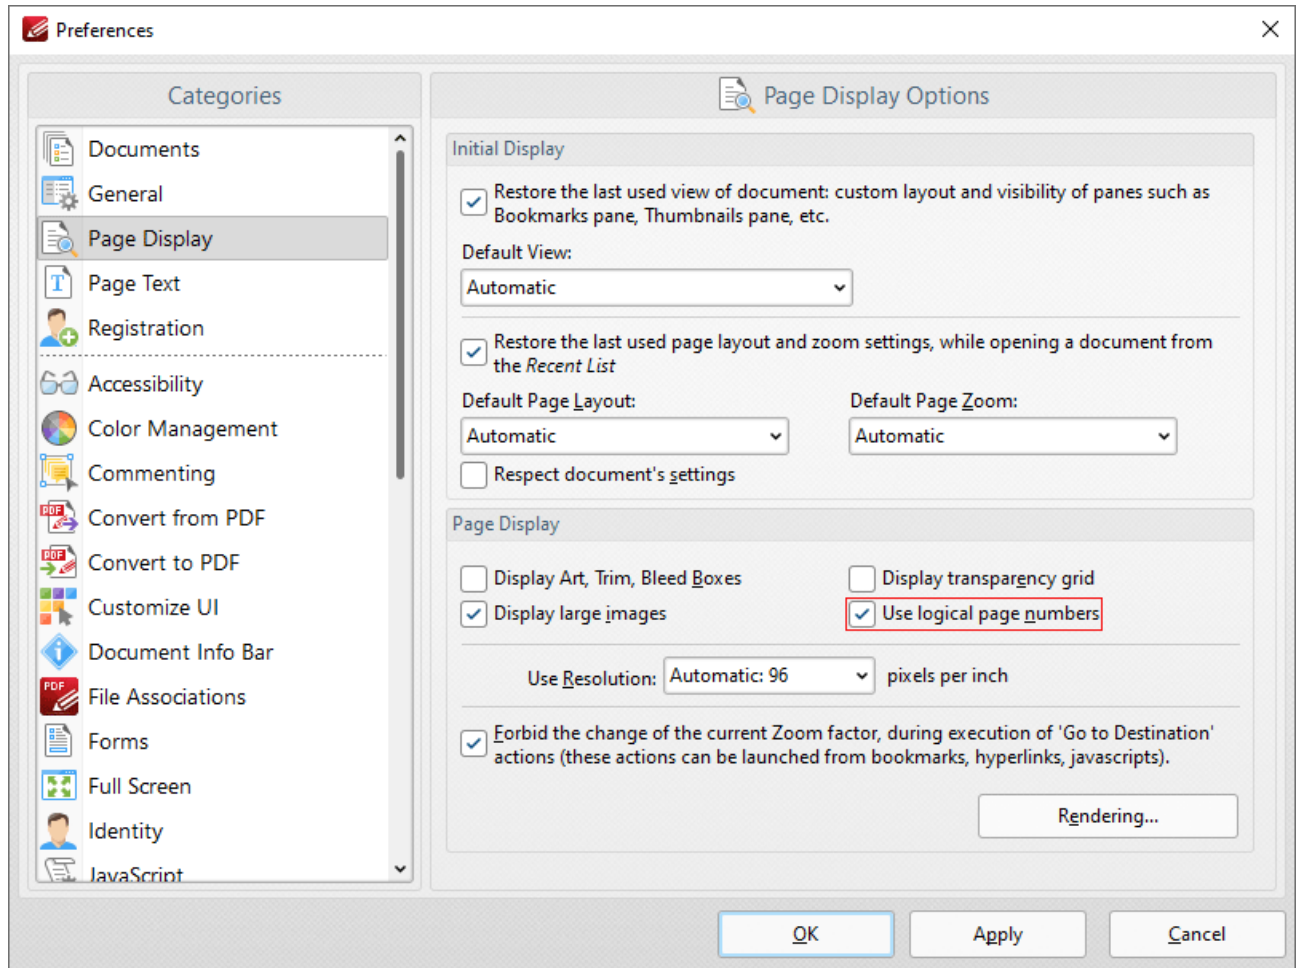 Preferences
Categories
Documents
General
Page Display
Page Text
Registration
Accessibility
Color Management
Commenting
Convert from PDF
Convert to PDF
Customize UI
Document Info Bar
File Associations
Forms
Full Screen
Identity
JavaScript
Page Display Options
Initial Display
Restore the last used view of document: custom layout and visibility of panes such as
Bookmarks pane, Thumbnails pane, etc.
Default View:
Automatic
Restore the last used page layout and zoom settings, while opening a document from
the Recent List
Default Page Layout: Default Page Zoom:
Automatic Automatic
Respect document's settings
Page Display
Display Art, Trim, Bleed Boxes Display transparency grid
Display large images Use logical page numbers
Use Resolution: Automatic: 96 pixels per inch
Forbid the change of the current Zoom factor, during execution of 'Go to Destination'
actions (these actions can be launched from bookmarks, hyperlinks, javascripts).
Rendering...
OK Apply Cancel